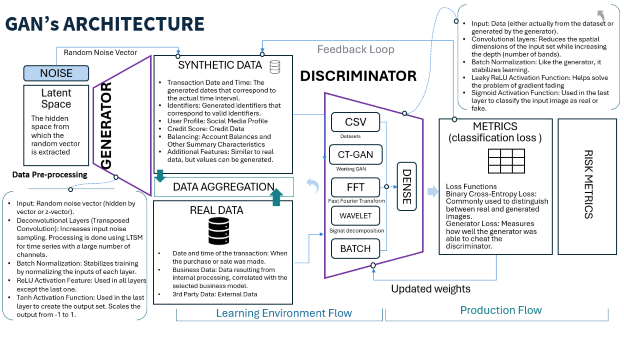 GAN's ARCHITECTURE
Random Noise Vector
NOISE
Latent
Space
The hidden
space from
which the
random vector
is extracted
GENERATOR
Data Pre-processing
Input: Random noise vector (hidden by
vector or z-vector).
Deconvolutional Layers (Transposed
Convolution): Increases input noise
sampling. Processing is done using LTSM
for time series with a large number of
channels.
Batch Normalization: Stabilizes training
by normalizing the inputs of each layer.
ReLU Activation Feature: Used in all layers
except the last one.
Tanh Activation Function: Used in the last
layer to create the output set. Scales the
output from -1 to 1.
SYNTHETIC DATA
Transaction Date and Time: The
generated dates that correspond to
the actual time interval.
Identifiers: Generated identifiers that
correspond to valid identifiers.
User Profile: Social Media Profile
Credit Score: Credit Data
Balancing: Account Balances and
Other Summary Characteristics
Additional Features: Similar to real
data, but values can be generated.
DATA AGGREGATION
REAL DATA
Date and time of the transaction: When
the purchase or sale was made.
Business Data: Data resulting from
internal processing, correlated with the
selected business model.
3rd Party Data: External Data
Feedback Loop
DISCRIMINATOR
CSV
Datasets
CT-GAN
Working GAN
FFT
Fast Fourier Transform
WAVELET
Signal decomposition
BATCH
DENSE
Input: Data (either actually from the dataset or
generated by the generator).
Convolutional Layers: Reduces the spatial
dimensions of the input set while increasing
the depth (number of bands).
Batch Normalization: Like the generator, it
stabilizes learning.
Leaky ReLU Activation Function: Helps solve
the problem of gradient fading
Sigmoid Activation Function: Used in the last
layer to classify the input image as real or
fake.
METRICS
(classification loss )
Loss Functions
Binary Cross-Entropy Loss:
Commonly used to distinguish
between real and generated
images.
Generator Loss: Measures
how well the generator was
able to cheat the
discriminator.
RISK METRICS
Updated weights
Learning Environment Flow
Production Flow